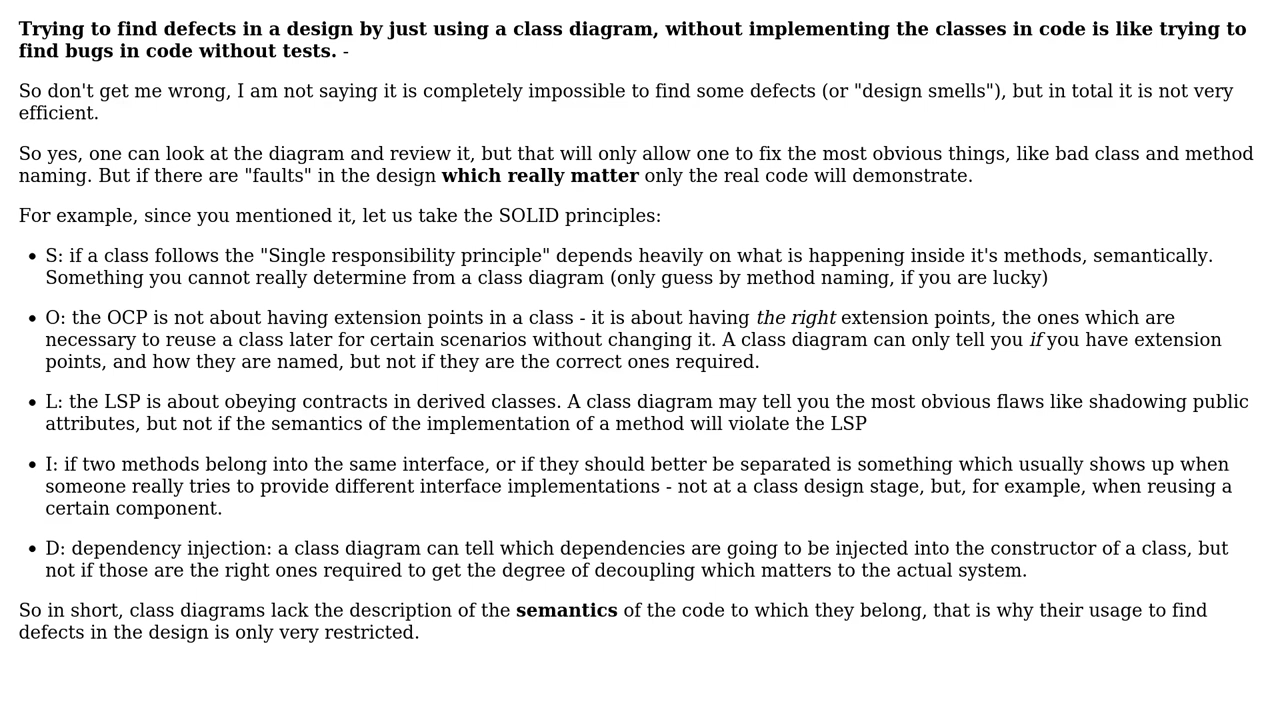 Trying to find defects in a design by just using a class diagram, without implementing the classes in code is like trying to
find bugs in code without tests. -
So don't get me wrong, I am not saying it is completely impossible to find some defects (or "design smells"), but in total it is not very
efficient.
So yes, one can look at the diagram and review it, but that will only allow one to fix the most obvious things, like bad class and method
naming. But if there are "faults" in the design which really matter only the real code will demonstrate.
For example, since you mentioned it, let us take the SOLID principles:
• S: if a class follows the "Single responsibility principle" depends heavily on what is happening inside it's methods, semantically.
Something you cannot really determine from a class diagram (only guess by method naming, if you are lucky)
• O: the OCP is not about having extension points in a class - it is about having the right extension points, the ones which are
necessary to reuse a class later for certain scenarios without changing it. A class diagram can only tell you if you have extension
points, and how they are named, but not if they are the correct ones required.
• L: the LSP is about obeying contracts in derived classes. A class diagram may tell you the most obvious flaws like shadowing public
attributes, but not if the semantics of the implementation of a method will violate the LSP
• I: if two methods belong into the same interface, or if they should better be separated is something which usually shows up when
someone really tries to provide different interface implementations - not at a class design stage, but, for example, when reusing a
certain component.
• D: dependency injection: a class diagram can tell which dependencies are going to be injected into the constructor of a class, but
not if those are the right ones required to get the degree of decoupling which matters to the actual system.
So in short, class diagrams lack the description of the semantics of the code to which they belong, that is why their usage to find
defects in the design is only very restricted.